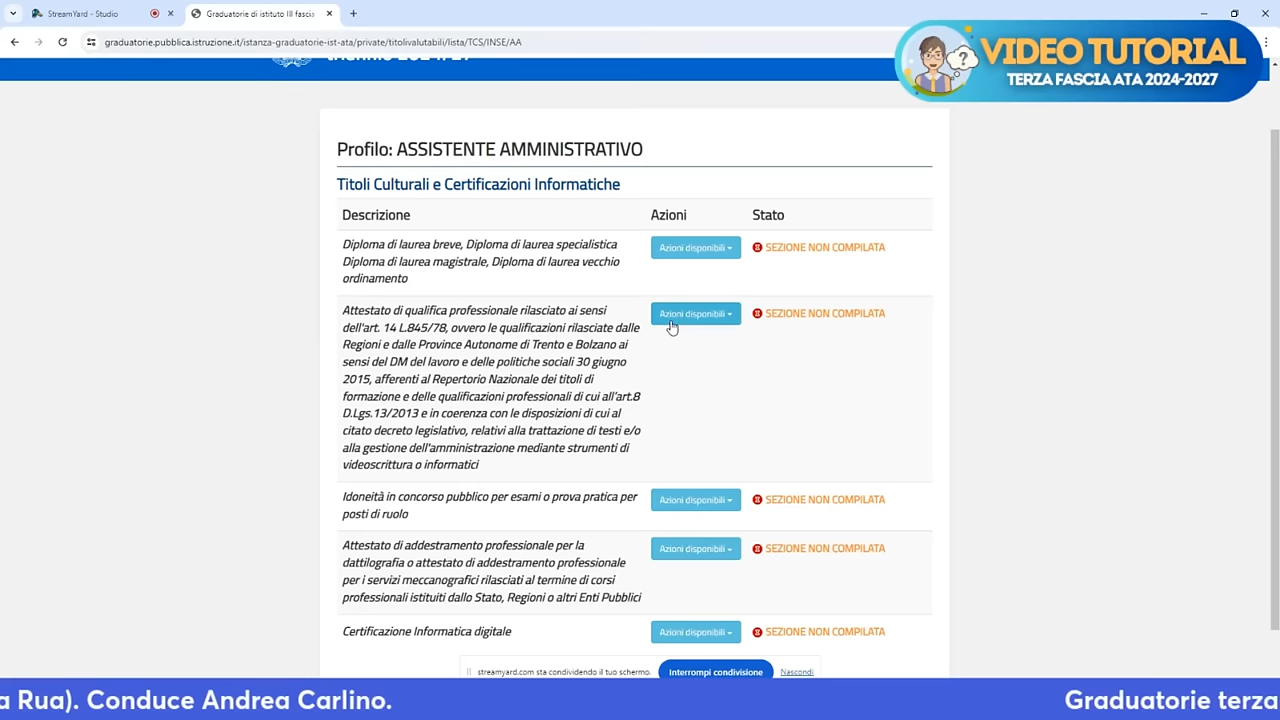 StreamYard - Studio
Graduatorie di istituto III fascia
graduatorie.pubblica.istruzione.it/istanza-graduatorie-ist-ata/private/titolivalutabili/lista/TCS/INSE/AA
VIDEO TUTORIAL
TERZA FASCIA ATA 2024-2027
Profilo: ASSISTENTE AMMINISTRATIVO
Titoli Culturali e Certificazioni Informatiche
Descrizione Azioni Stato
Diploma di laurea breve, Diploma di laurea specialistica
Diploma di laurea magistrale, Diploma di laurea vecchio
ordinamento
Azioni disponibili
SEZIONE NON COMPILATA
Attestato di qualifica professionale rilasciato ai sensi
dell'art. 14 L.845/78, ovvero le qualificazioni rilasciate dalle
Regioni e dalle Province Autonome di Trento e Bolzano ai
sensi del DM del lavoro e delle politiche sociali 30 giugno
2015, afferenti al Repertorio Nazionale dei titoli di
formazione e delle qualificazioni professionali di cui all'art.8
D.Lgs.13/2013 e in coerenza con le disposizioni di cui al
citato decreto legislativo, relativi alla trattazione di testi e/o
alla gestione dell'amministrazione mediante strumenti di
videoscrittura o informatici
Azioni disponibili
SEZIONE NON COMPILATA
Idoneità in concorso pubblico per esami o prova pratica per
posti di ruolo
Azioni disponibili
SEZIONE NON COMPILATA
Attestato di addestramento professionale per la
dattilografia o attestato di addestramento professionale
per i servizi meccanografici rilasciati al termine di corsi
professionali istituiti dallo Stato, Regioni o altri Enti Pubblici
Azioni disponibili
SEZIONE NON COMPILATA
Certificazione Informatica digitale
Azioni disponibili
SEZIONE NON COMPILATA
streamyard.com sta condividendo il tuo schermo.
Interrompi condivisione
Nascondi
a Rua). Conduce Andrea Carlino.
Graduatorie terza